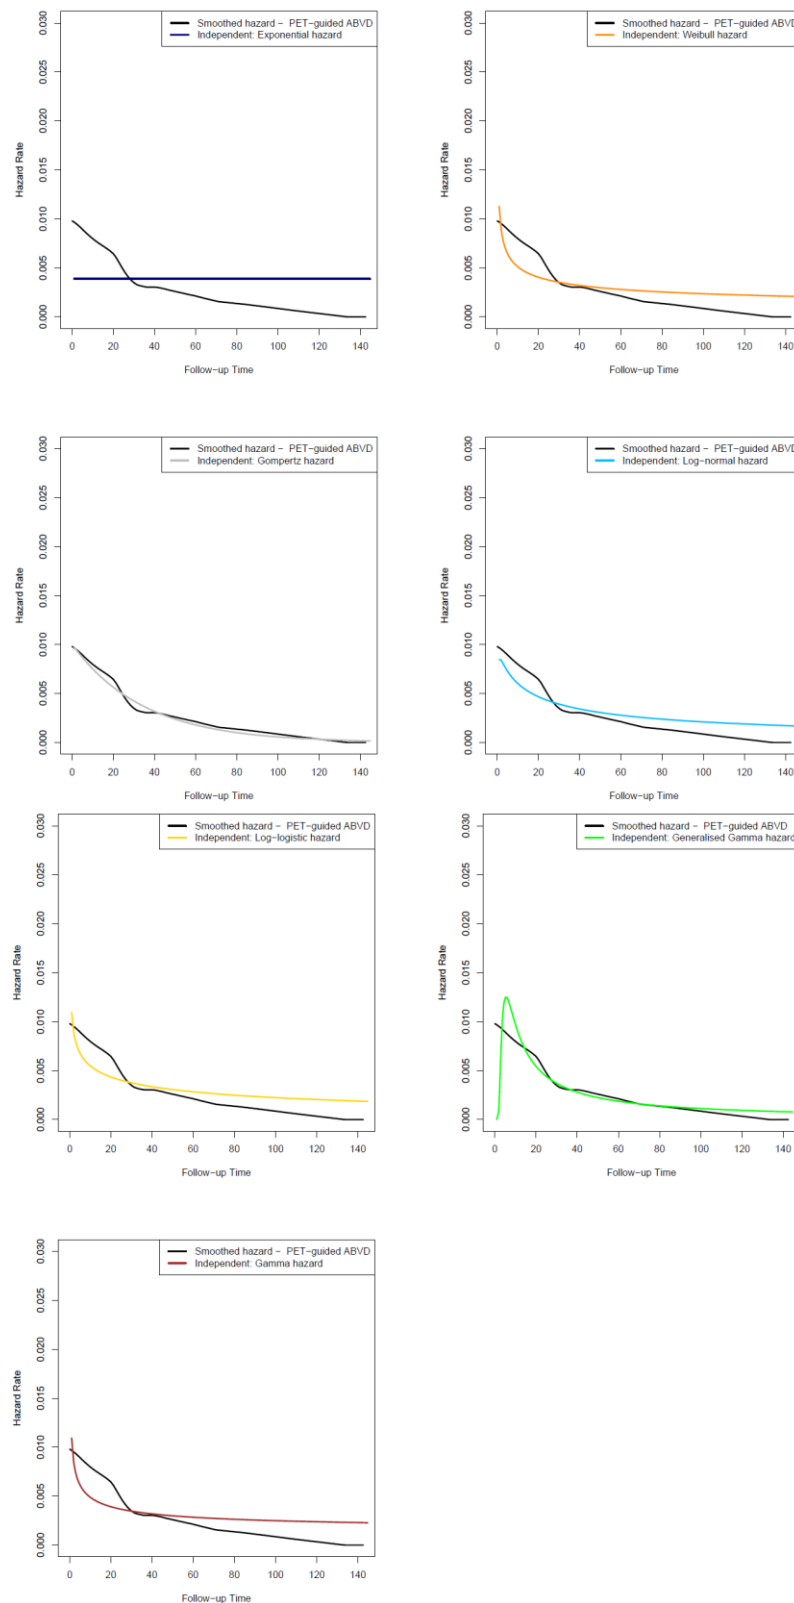 Smoothed hazard - PET-guided ABVD
Independent: Exponential hazard
Hazard Rate
0.030
0.025
0.020
0.015
0.010
0.005
0.000
0 20 40 60 80 100 120 140
Follow-up Time
Smoothed hazard - PET-guided ABVD
Independent: Weibull hazard
Hazard Rate
0.030
0.025
0.020
0.015
0.010
0.005
0.000
0 20 40 60 80 100 120 140
Follow-up Time
Smoothed hazard - PET-guided ABVD
Independent: Gompertz hazard
Hazard Rate
0.030
0.025
0.020
0.015
0.010
0.005
0.000
0 20 40 60 80 100 120 140
Follow-up Time
Smoothed hazard - PET-guided ABVD
Independent: Log-normal hazard
Hazard Rate
0.030
0.025
0.020
0.015
0.010
0.005
0.000
0 20 40 60 80 100 120 140
Follow-up Time
Smoothed hazard - PET-guided ABVD
Independent: Log-logistic hazard
Hazard Rate
0.030
0.025
0.020
0.015
0.010
0.005
0.000
0 20 40 60 80 100 120 140
Follow-up Time
Smoothed hazard - PET-guided ABVD
Independent: Generalised Gamma hazard
Hazard Rate
0.030
0.025
0.020
0.015
0.010
0.005
0.000
0 20 40 60 80 100 120 140
Follow-up Time
Smoothed hazard - PET-guided ABVD
Independent: Gamma hazard
Hazard Rate
0.030
0.025
0.020
0.015
0.010
0.005
0.000
0 20 40 60 80 100 120 140
Follow-up Time